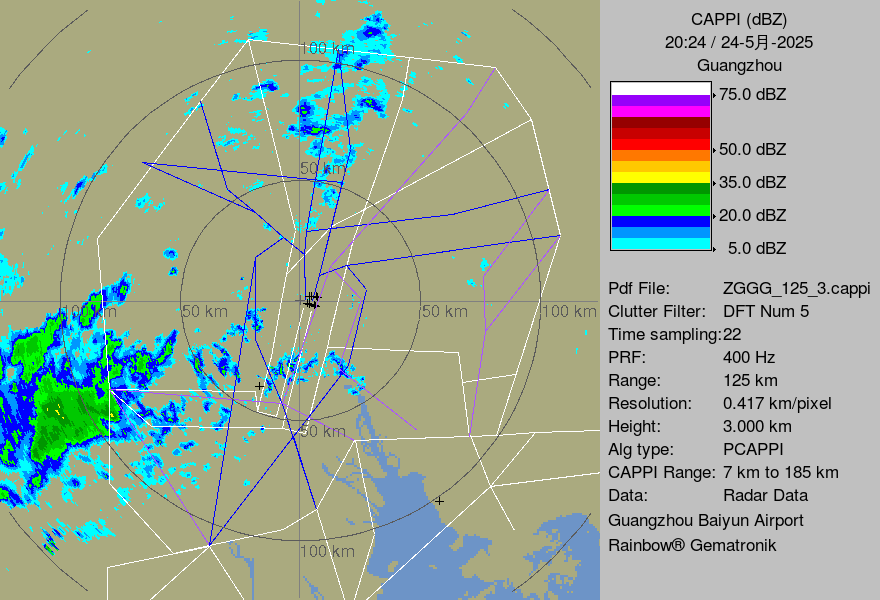 100 km
50 km
100 km
50 km
50 km
100 km
50 km
100 km
CAPPI (dBZ)
20:24 / 24-5月-2025
Guangzhou
75.0 dBZ
50.0 dBZ
35.0 dBZ
20.0 dBZ
5.0 dBZ
Pdf File: ZGGG_125_3.cappi
Clutter Filter: DFT Num 5
Time sampling:22
PRF: 400 Hz
Range: 125 km
Resolution: 0.417 km/pixel
Height: 3.000 km
Alg type: PCAPPI
CAPPI Range: 7 km to 185 km
Data: Radar Data
Guangzhou Baiyun Airport
Rainbow® Gematronik